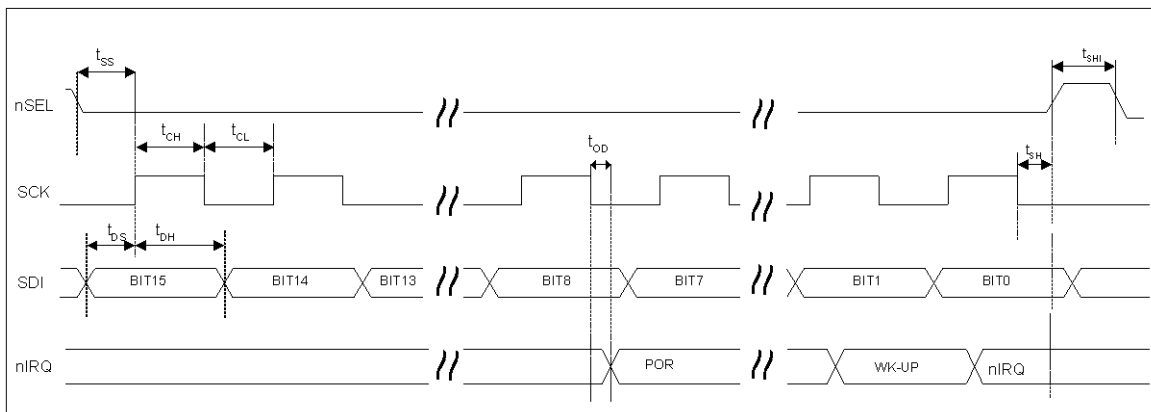 tSS
tSHI
nSEL
tCH
tCL
tOD
tSH
SCK
tDS
tDH
SDI
BIT15
BIT14
BIT13
BIT8
BIT7
BIT1
BIT0
nIRQ
POR
WK-UP
nIRQ